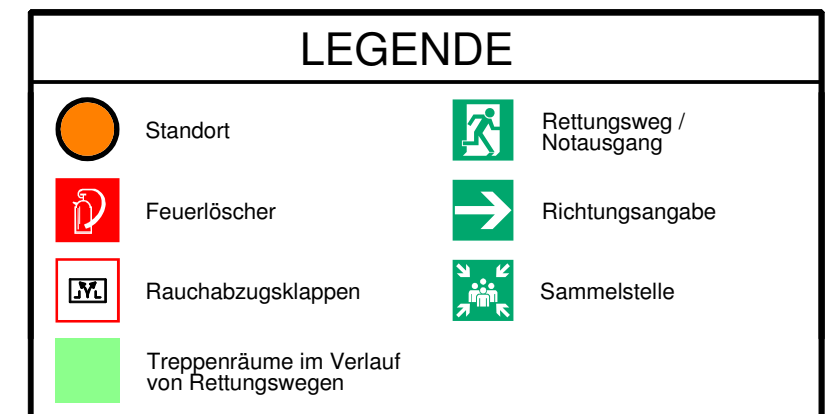 LEGENDE
Standort
Feuerlöscher
Rauchabzugsklappen
Treppenräume im Verlauf
von Rettungswegen
Rettungsweg /
Notausgang
Richtungsangabe
Sammelstelle